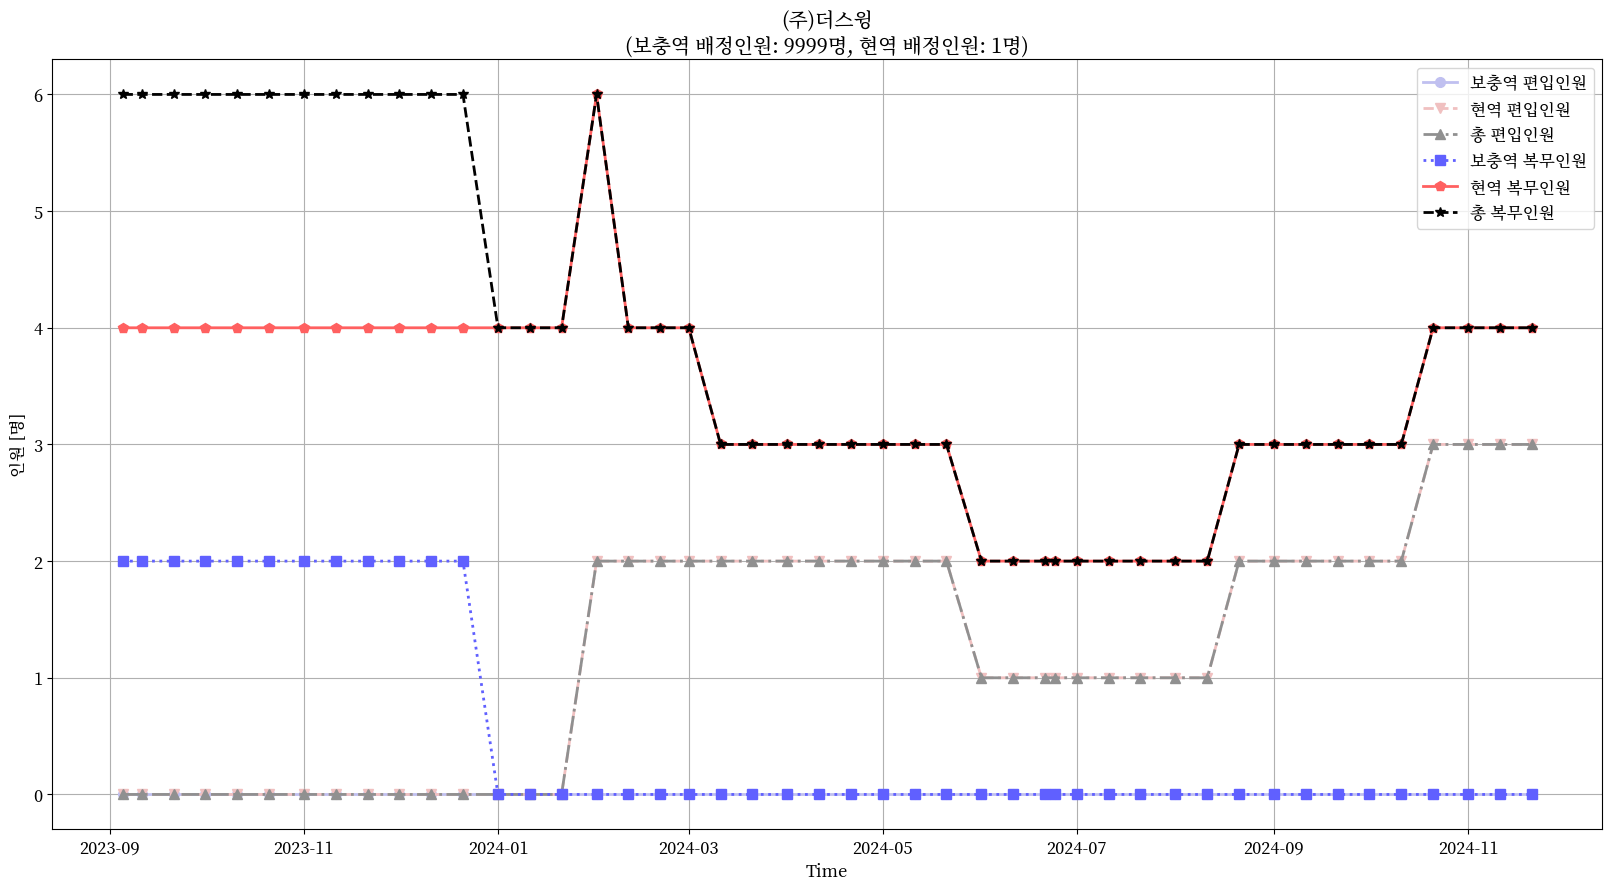 (주)더스윙
(보충역 배정인원: 9999명, 현역 배정인원: 1명)
보충역 편입인원
현역 편입인원
총 편입인원
보충역 복무인원
현역 복무인원
총 복무인원
인원 [명]
6
5
4
3
2
1
0
2023-09
2023-11
2024-01
2024-03
2024-05
2024-07
2024-09
2024-11
Time